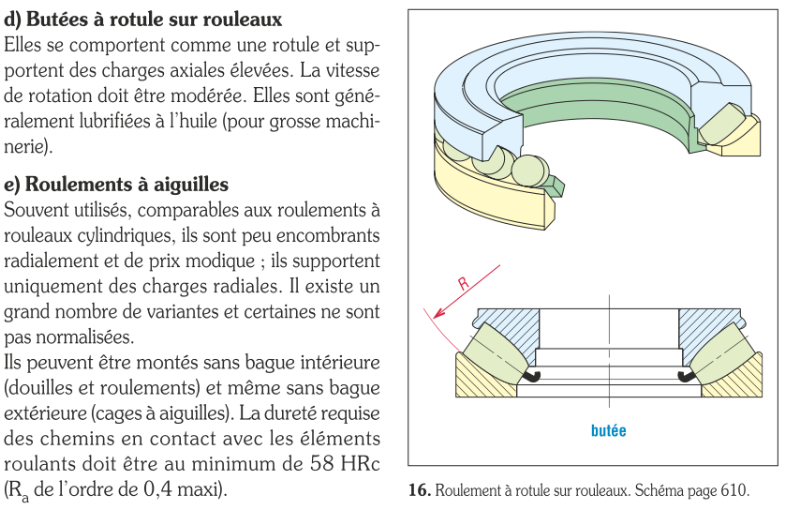 d) Butées à rotule sur rouleaux
Elles se comportent comme une rotule et sup-
portent des charges axiales élevées. La vitesse
de rotation doit être modérée. Elles sont géné-
ralement lubrifiées à l'huile (pour grosse machi-
nerie).
e) Roulements à aiguilles
Souvent utilisés, comparables aux roulements à
rouleaux cylindriques, ils sont peu encombrants
radialement et de prix modique ; ils supportent
uniquement des charges radiales. Il existe un
grand nombre de variantes et certaines ne sont
pas normalisées.
Ils peuvent être montés sans bague intérieure
(douilles et roulements) et même sans bague
extérieure (cages à aiguilles). La dureté requise
des chemins en contact avec les éléments
roulants doit être au minimum de 58 HRc
(Ra de l'ordre de 0,4 maxi).
R
butée
16. Roulement à rotule sur rouleaux. Schéma page 610.